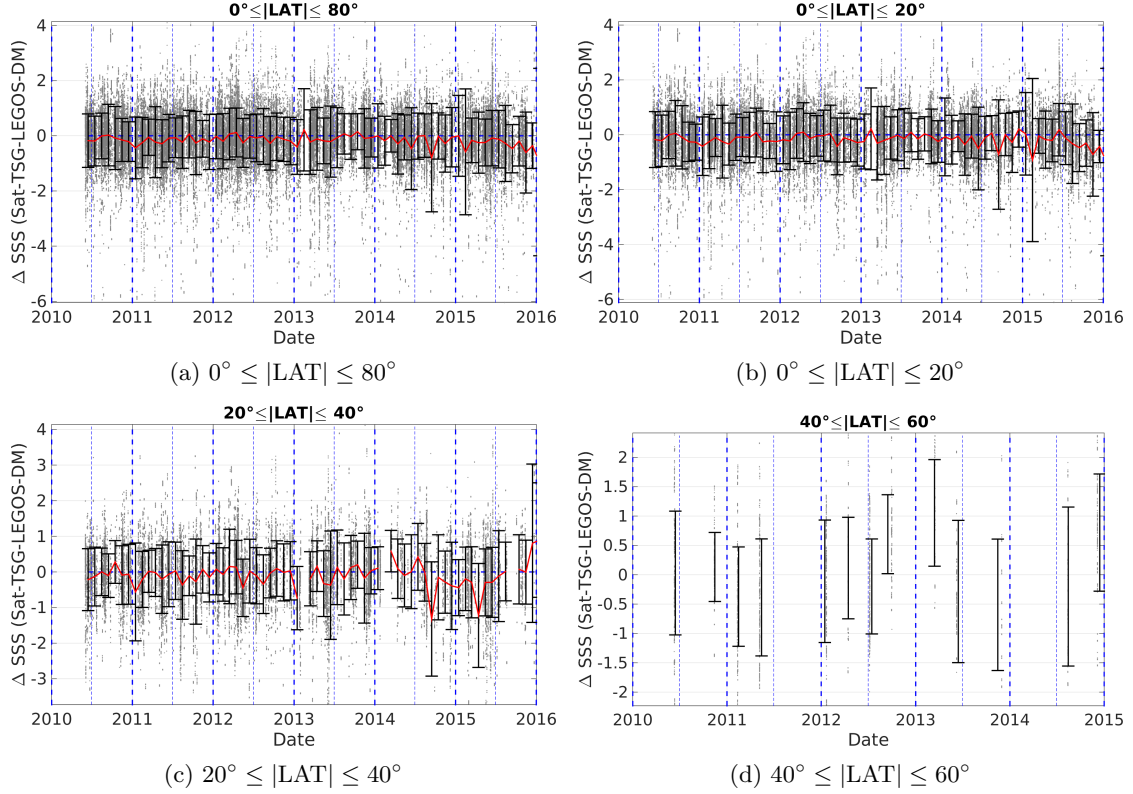 0°≤|LAT|≤ 80°
Δ SSS (Sat-TSG-LEGOS-DM)
4
2
0
-2
-4
-6
2010 2011 2012 2013 2014 2015 2016
Date
(a) 0° ≤ |LAT| ≤ 80°
0°≤|LAT|≤ 20°
Δ SSS (Sat-TSG-LEGOS-DM)
4
2
0
-2
-4
-6
2010 2011 2012 2013 2014 2015 2016
Date
(b) 0° ≤ |LAT| ≤ 20°
20°≤|LAT|≤ 40°
Δ SSS (Sat-TSG-LEGOS-DM)
4
3
2
1
0
-1
-2
-3
2010 2011 2012 2013 2014 2015 2016
Date
(c) 20° ≤ |LAT| ≤ 40°
40°≤|LAT|≤ 60°
Δ SSS (Sat-TSG-LEGOS-DM)
2
1.5
1
0.5
0
-0.5
-1
-1.5
-2
2010 2011 2012 2013 2014 2015
Date
(d) 40° ≤ |LAT| ≤ 60°